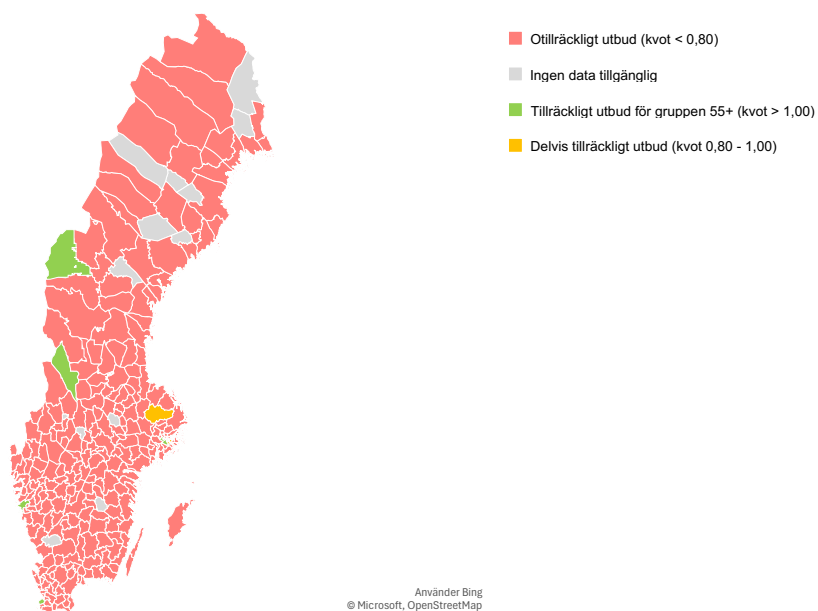 Otillräckligt utbud (kvot < 0,80)
Ingen data tillgänglig
Tillräckligt utbud för gruppen 55+ (kvot > 1,00)
Delvis tillräckligt utbud (kvot 0,80 - 1,00)
Använder Bing
© Microsoft, OpenStreetMap